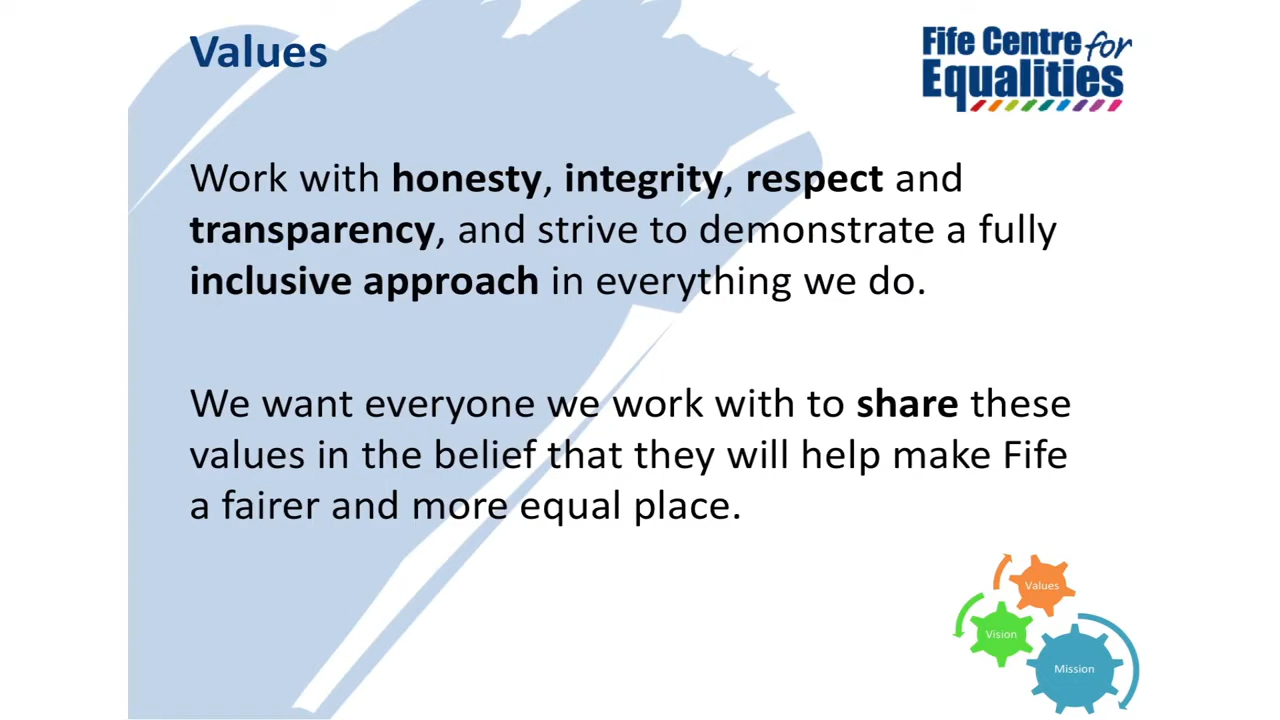 Values
Fife Centre for
Equalities
Work with honesty, integrity, respect and
transparency, and strive to demonstrate a fully
inclusive approach in everything we do.
We want everyone we work with to share these
values in the belief that they will help make Fife
a fairer and more equal place.
Values
Vision
Mission